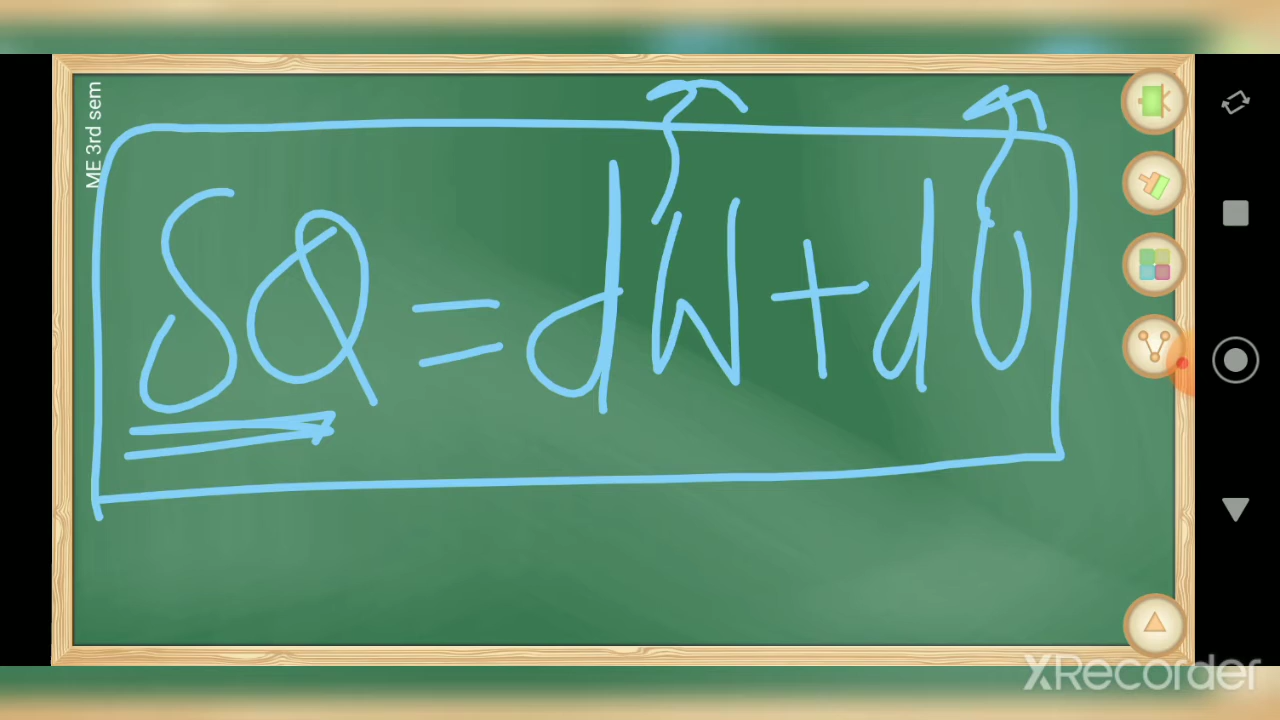 ME 3rd sem
δQ = dW + dU
XRecorder